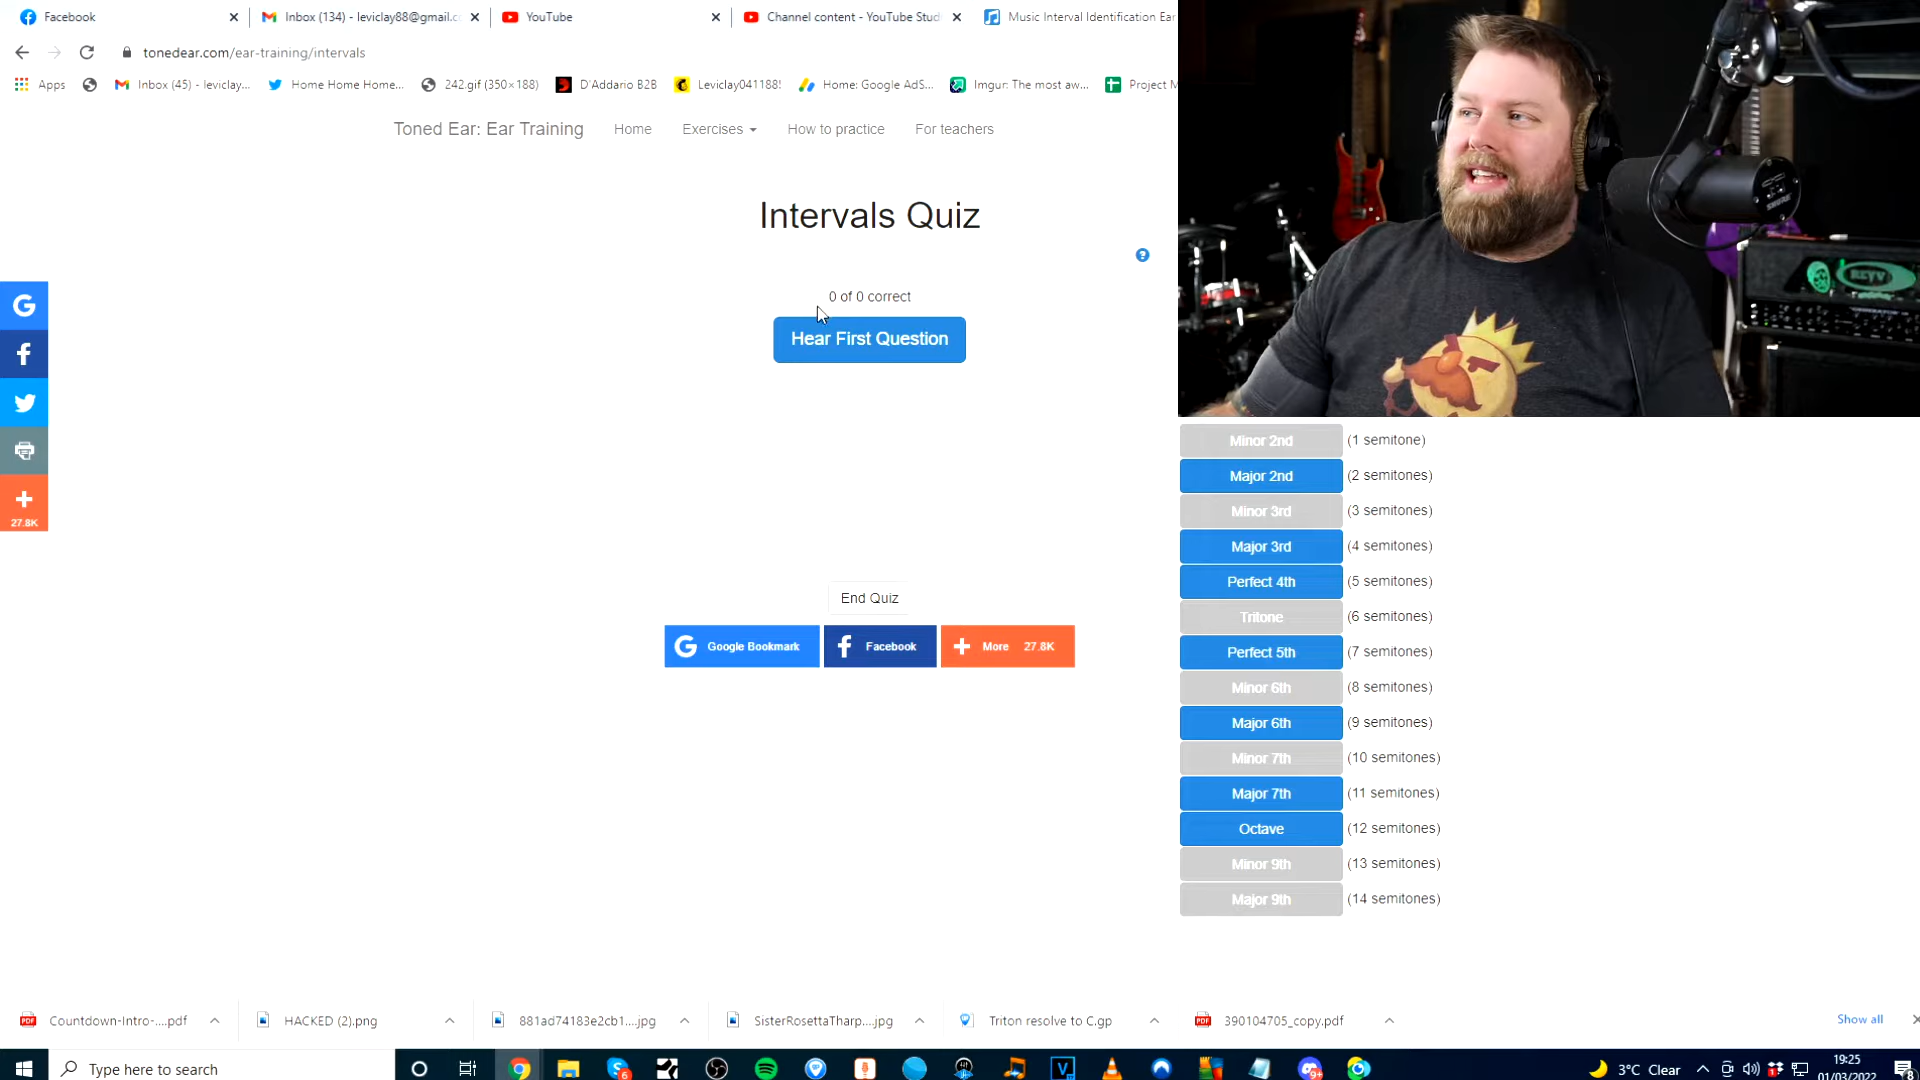 Facebook
Inbox (134) - leviclay88@gmail.c
YouTube
Channel content - YouTube Stud
Music Interval Identification Ear
tonedear.com/ear-training/intervals
Apps
Inbox (45) - leviclay...
Home Home Home...
242.gif (350×188)
D'Addario B2B
Leviclay041188!
Home: Google AdS...
Imgur: The most aw...
Project M
Toned Ear: Ear Training
Home
Exercises
How to practice
For teachers
Intervals Quiz
?
0 of 0 correct
Hear First Question
27.8K
End Quiz
Google Bookmark
Facebook
More 27.8K
Minor 2nd (1 semitone)
Major 2nd (2 semitones)
Minor 3rd (3 semitones)
Major 3rd (4 semitones)
Perfect 4th (5 semitones)
Tritone (6 semitones)
Perfect 5th (7 semitones)
Minor 6th (8 semitones)
Major 6th (9 semitones)
Minor 7th (10 semitones)
Major 7th (11 semitones)
Octave (12 semitones)
Minor 9th (13 semitones)
Major 9th (14 semitones)
Countdown-Intro-....pdf
HACKED (2).png
881ad74183e2cb1....jpg
SisterRosettaTharp....jpg
Triton resolve to C.gp
390104705_copy.pdf
Show all
Type here to search
3°C Clear
19:25
01/03/2022